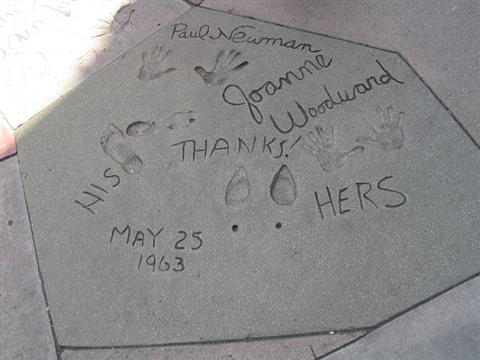 Paul Newman
Joanne
Woodward
THANKS!
HIS
HERS
MAY 25
1963